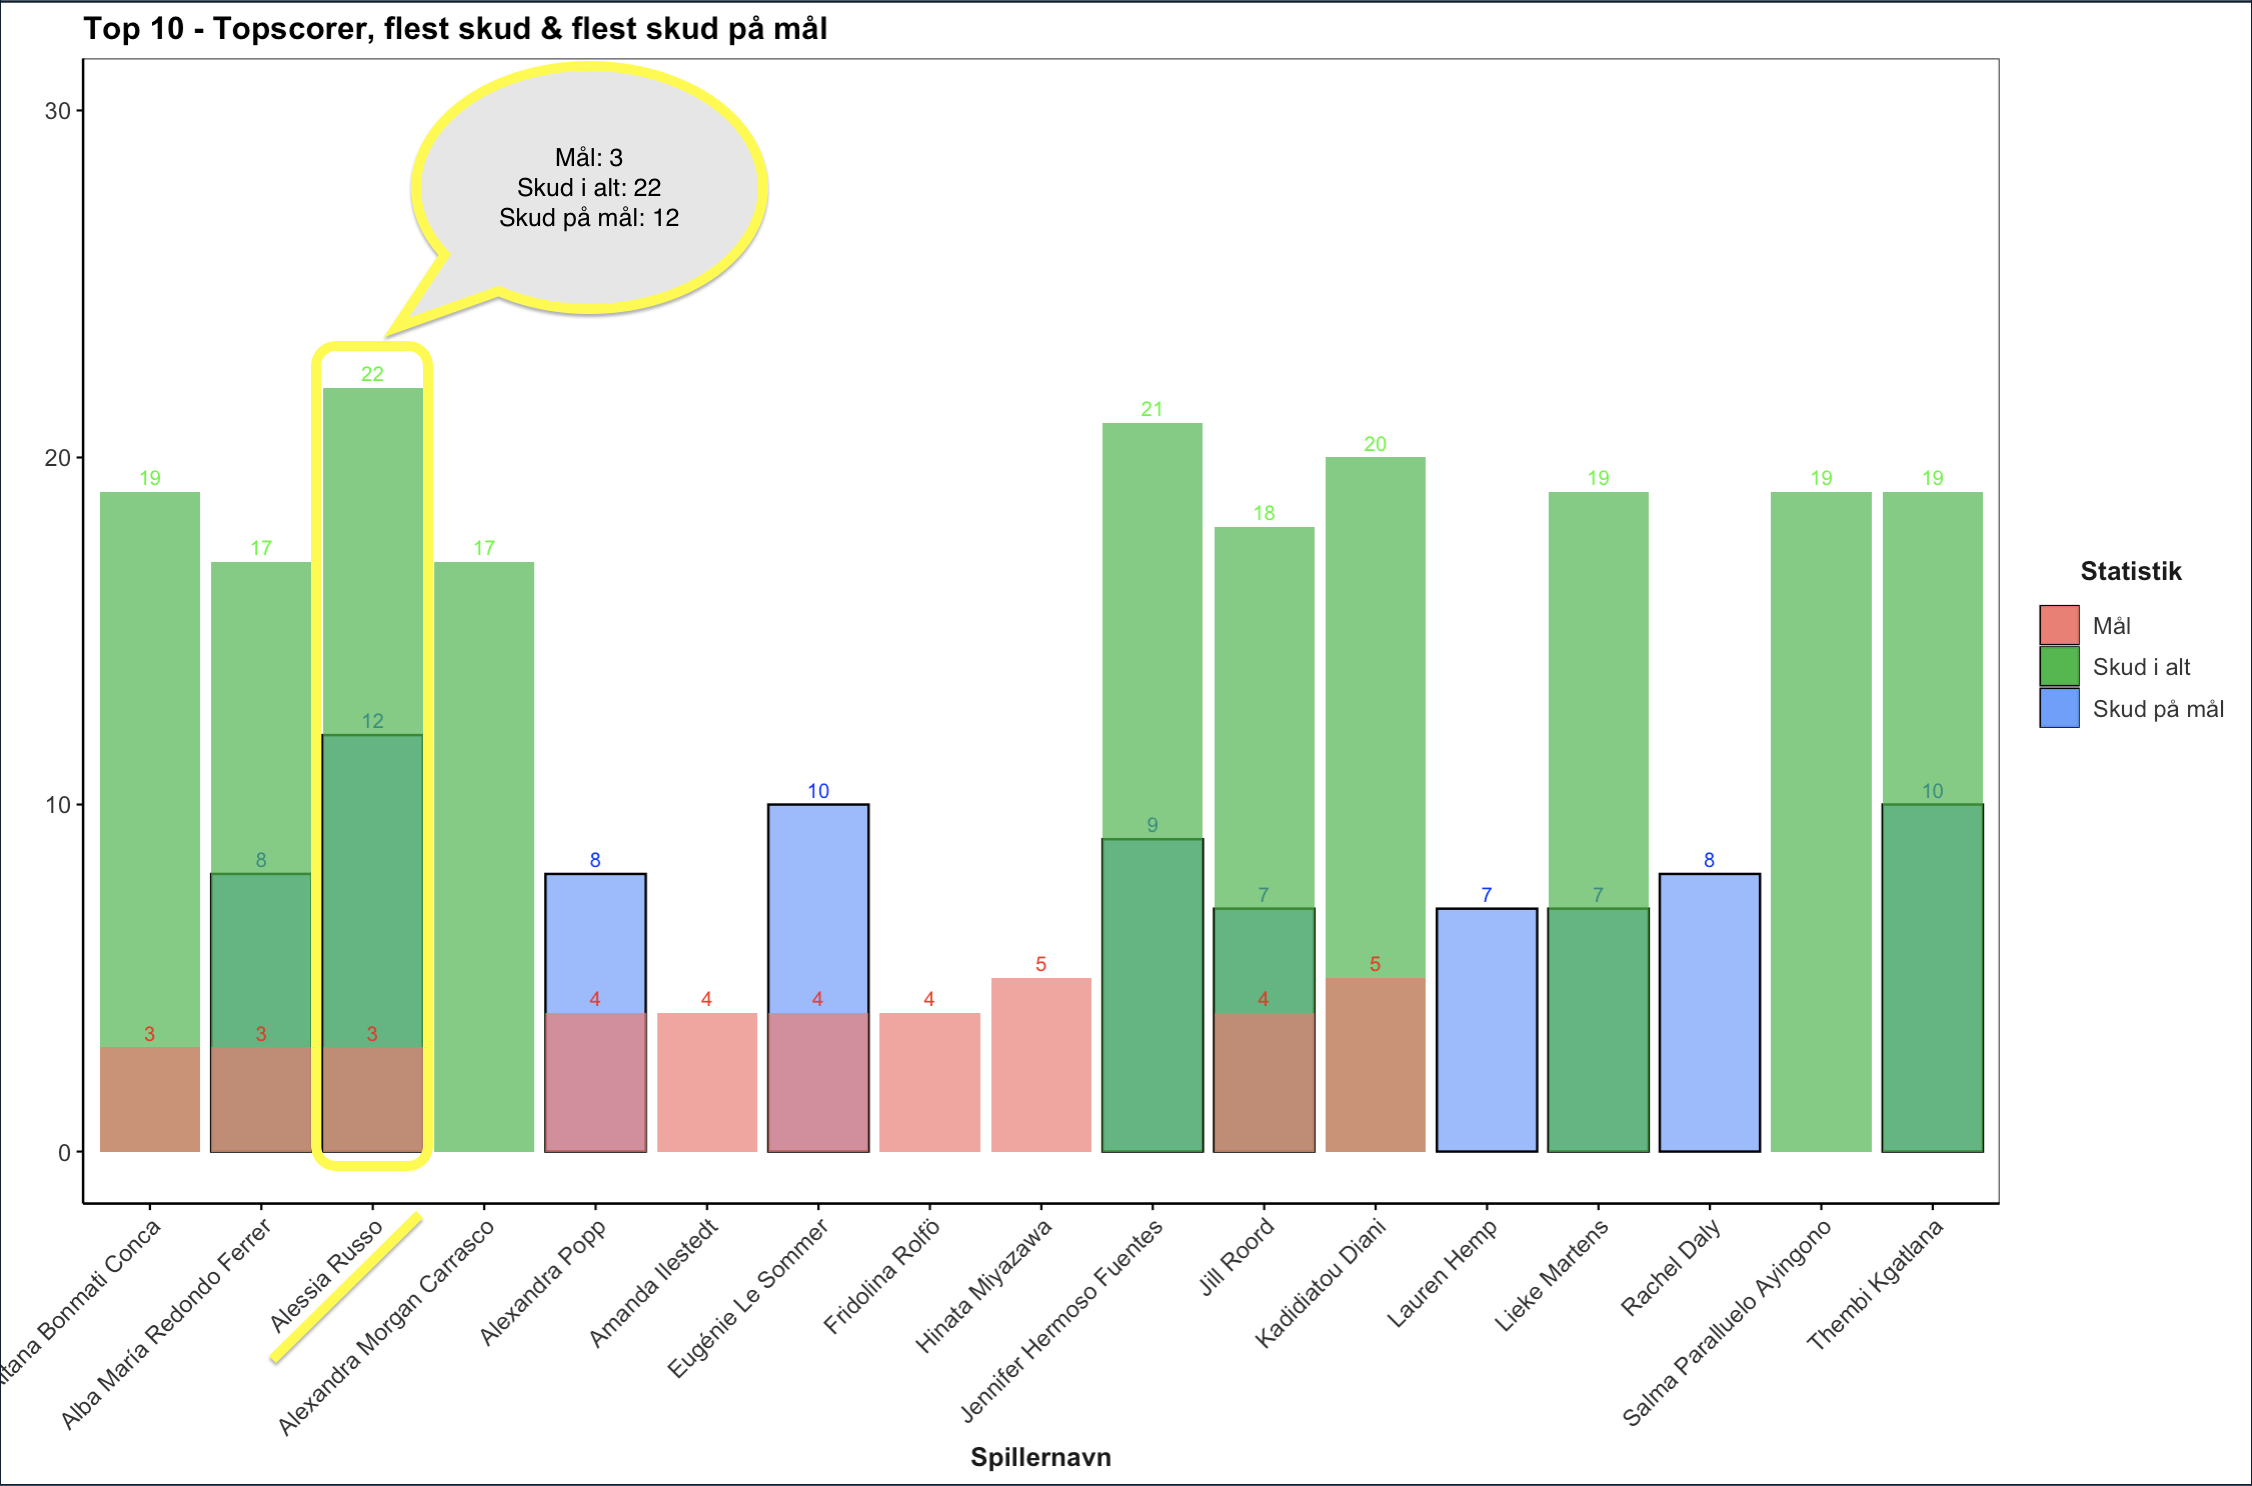 Top 10 - Topscorer, flest skud & flest skud på mål
Mål: 3
Skud i alt: 22
Skud på mål: 12
30
20
10
0
19
3
17
8
3
22
12
3
17
8
4
4
10
4
4
5
21
9
18
7
4
20
5
7
19
7
8
19
19
10
Statistik
Mål
Skud i alt
Skud på mål
Bonmati Conca
Alba María Redondo Ferrer
Alessia Russo
Alexandra Morgan Carrasco
Alexandra Popp
Amanda Ilestedt
Eugénie Le Sommer
Fridolina Rolfö
Hinata Miyazawa
Jennifer Hermoso Fuentes
Jill Roord
Kadidiatou Diani
Lauren Hemp
Lieke Martens
Rachel Daly
Salma Paralluelo Ayingono
Thembi Kgatlana
Spillernavn